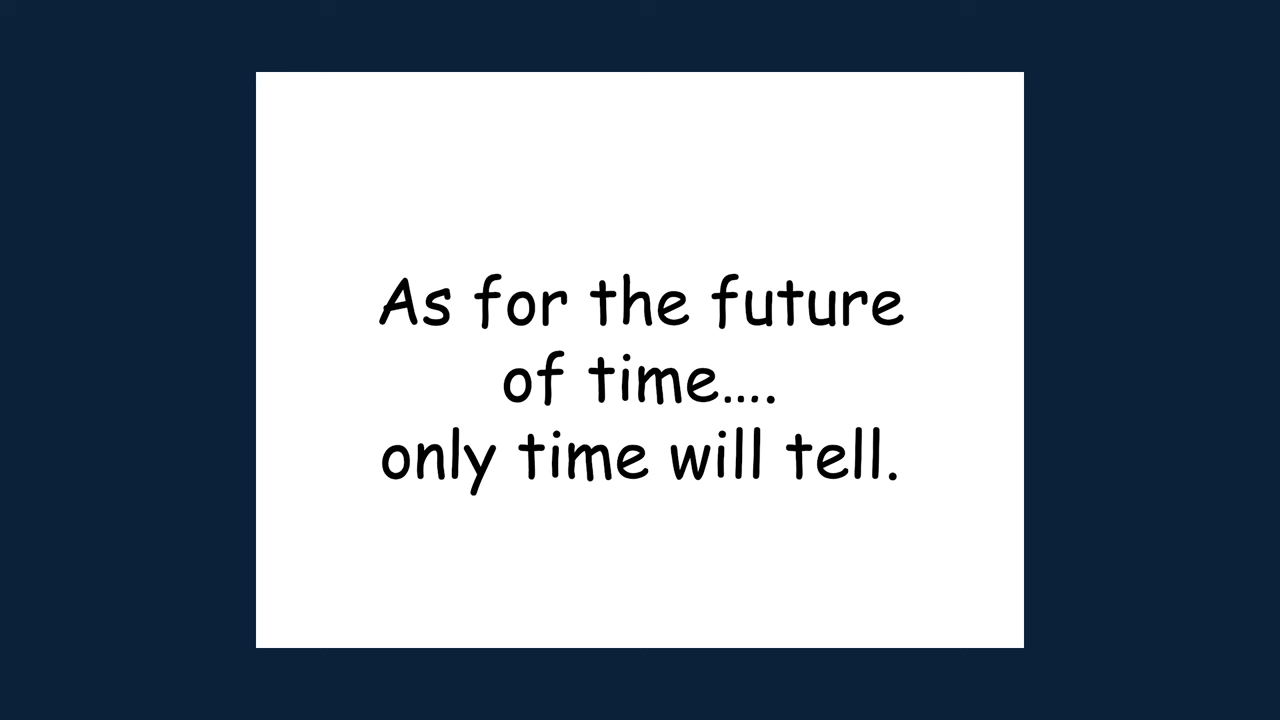 As for the future
of time….
only time will tell.